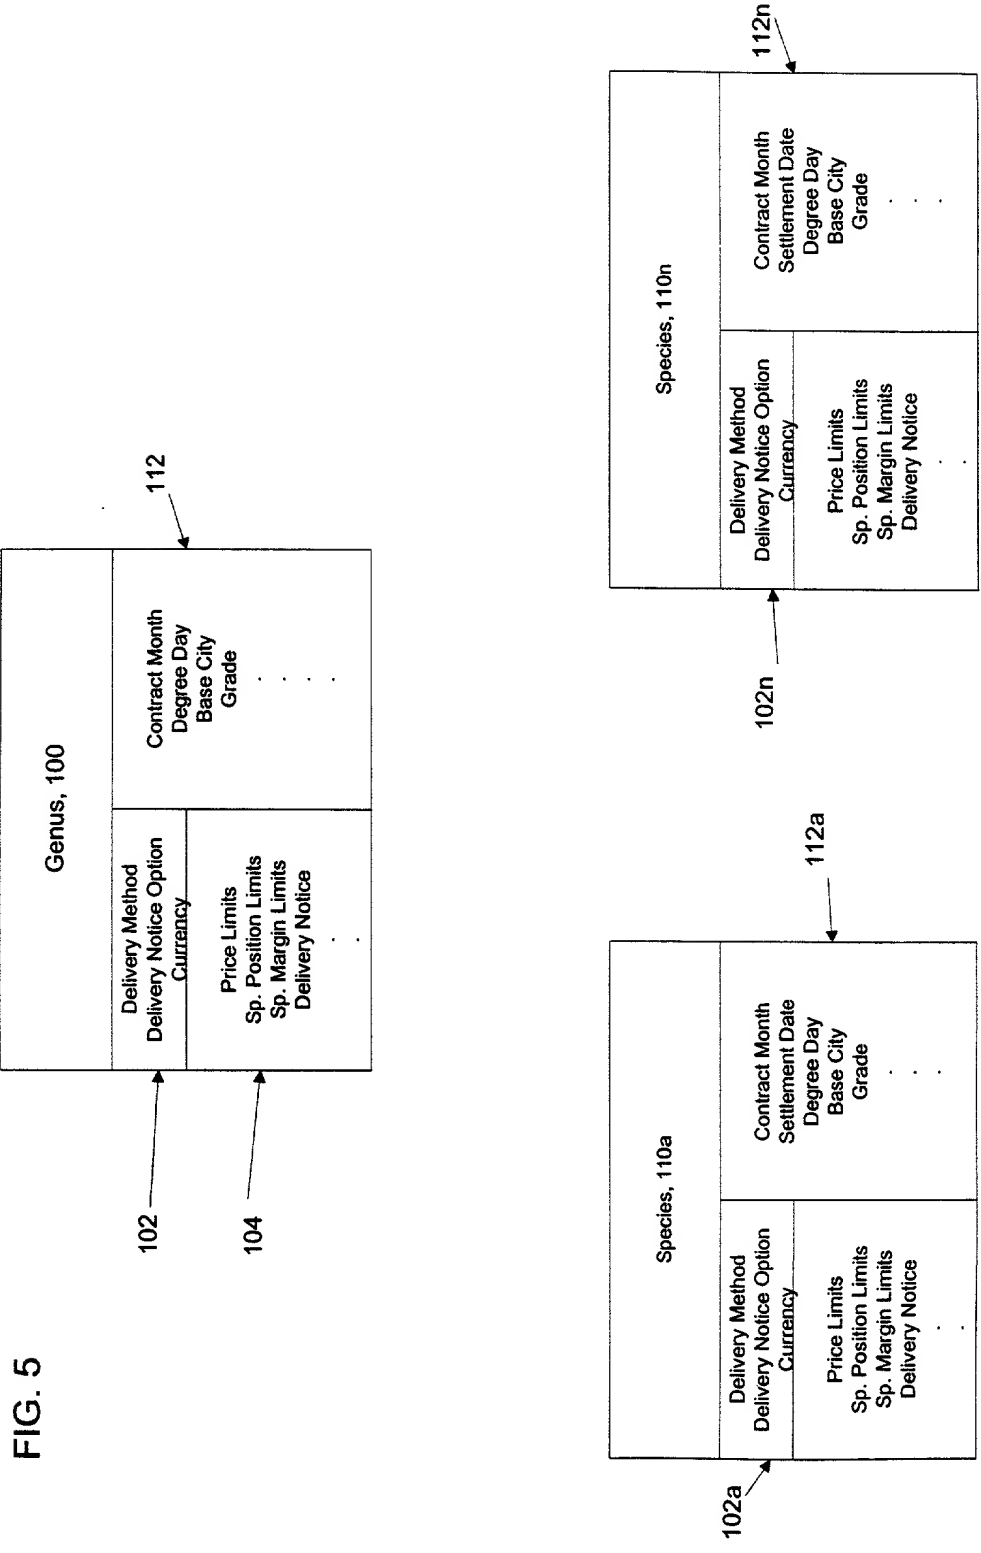 FIG. 5
Genus, 100
Delivery Method
Delivery Notice Option
Currency
Price Limits
Sp. Position Limits
Sp. Margin Limits
Delivery Notice
.
.
Contract Month
Degree Day
Base City
Grade
.
.
.
.
102
104
112
Species, 110a
Delivery Method
Delivery Notice Option
Currency
Price Limits
Sp. Position Limits
Sp. Margin Limits
Delivery Notice
.
.
Contract Month
Settlement Date
Degree Day
Base City
Grade
.
.
.
102a
112a
Species, 110n
Delivery Method
Delivery Notice Option
Currency
Price Limits
Sp. Position Limits
Sp. Margin Limits
Delivery Notice
.
.
Contract Month
Settlement Date
Degree Day
Base City
Grade
.
.
.
102n
112n